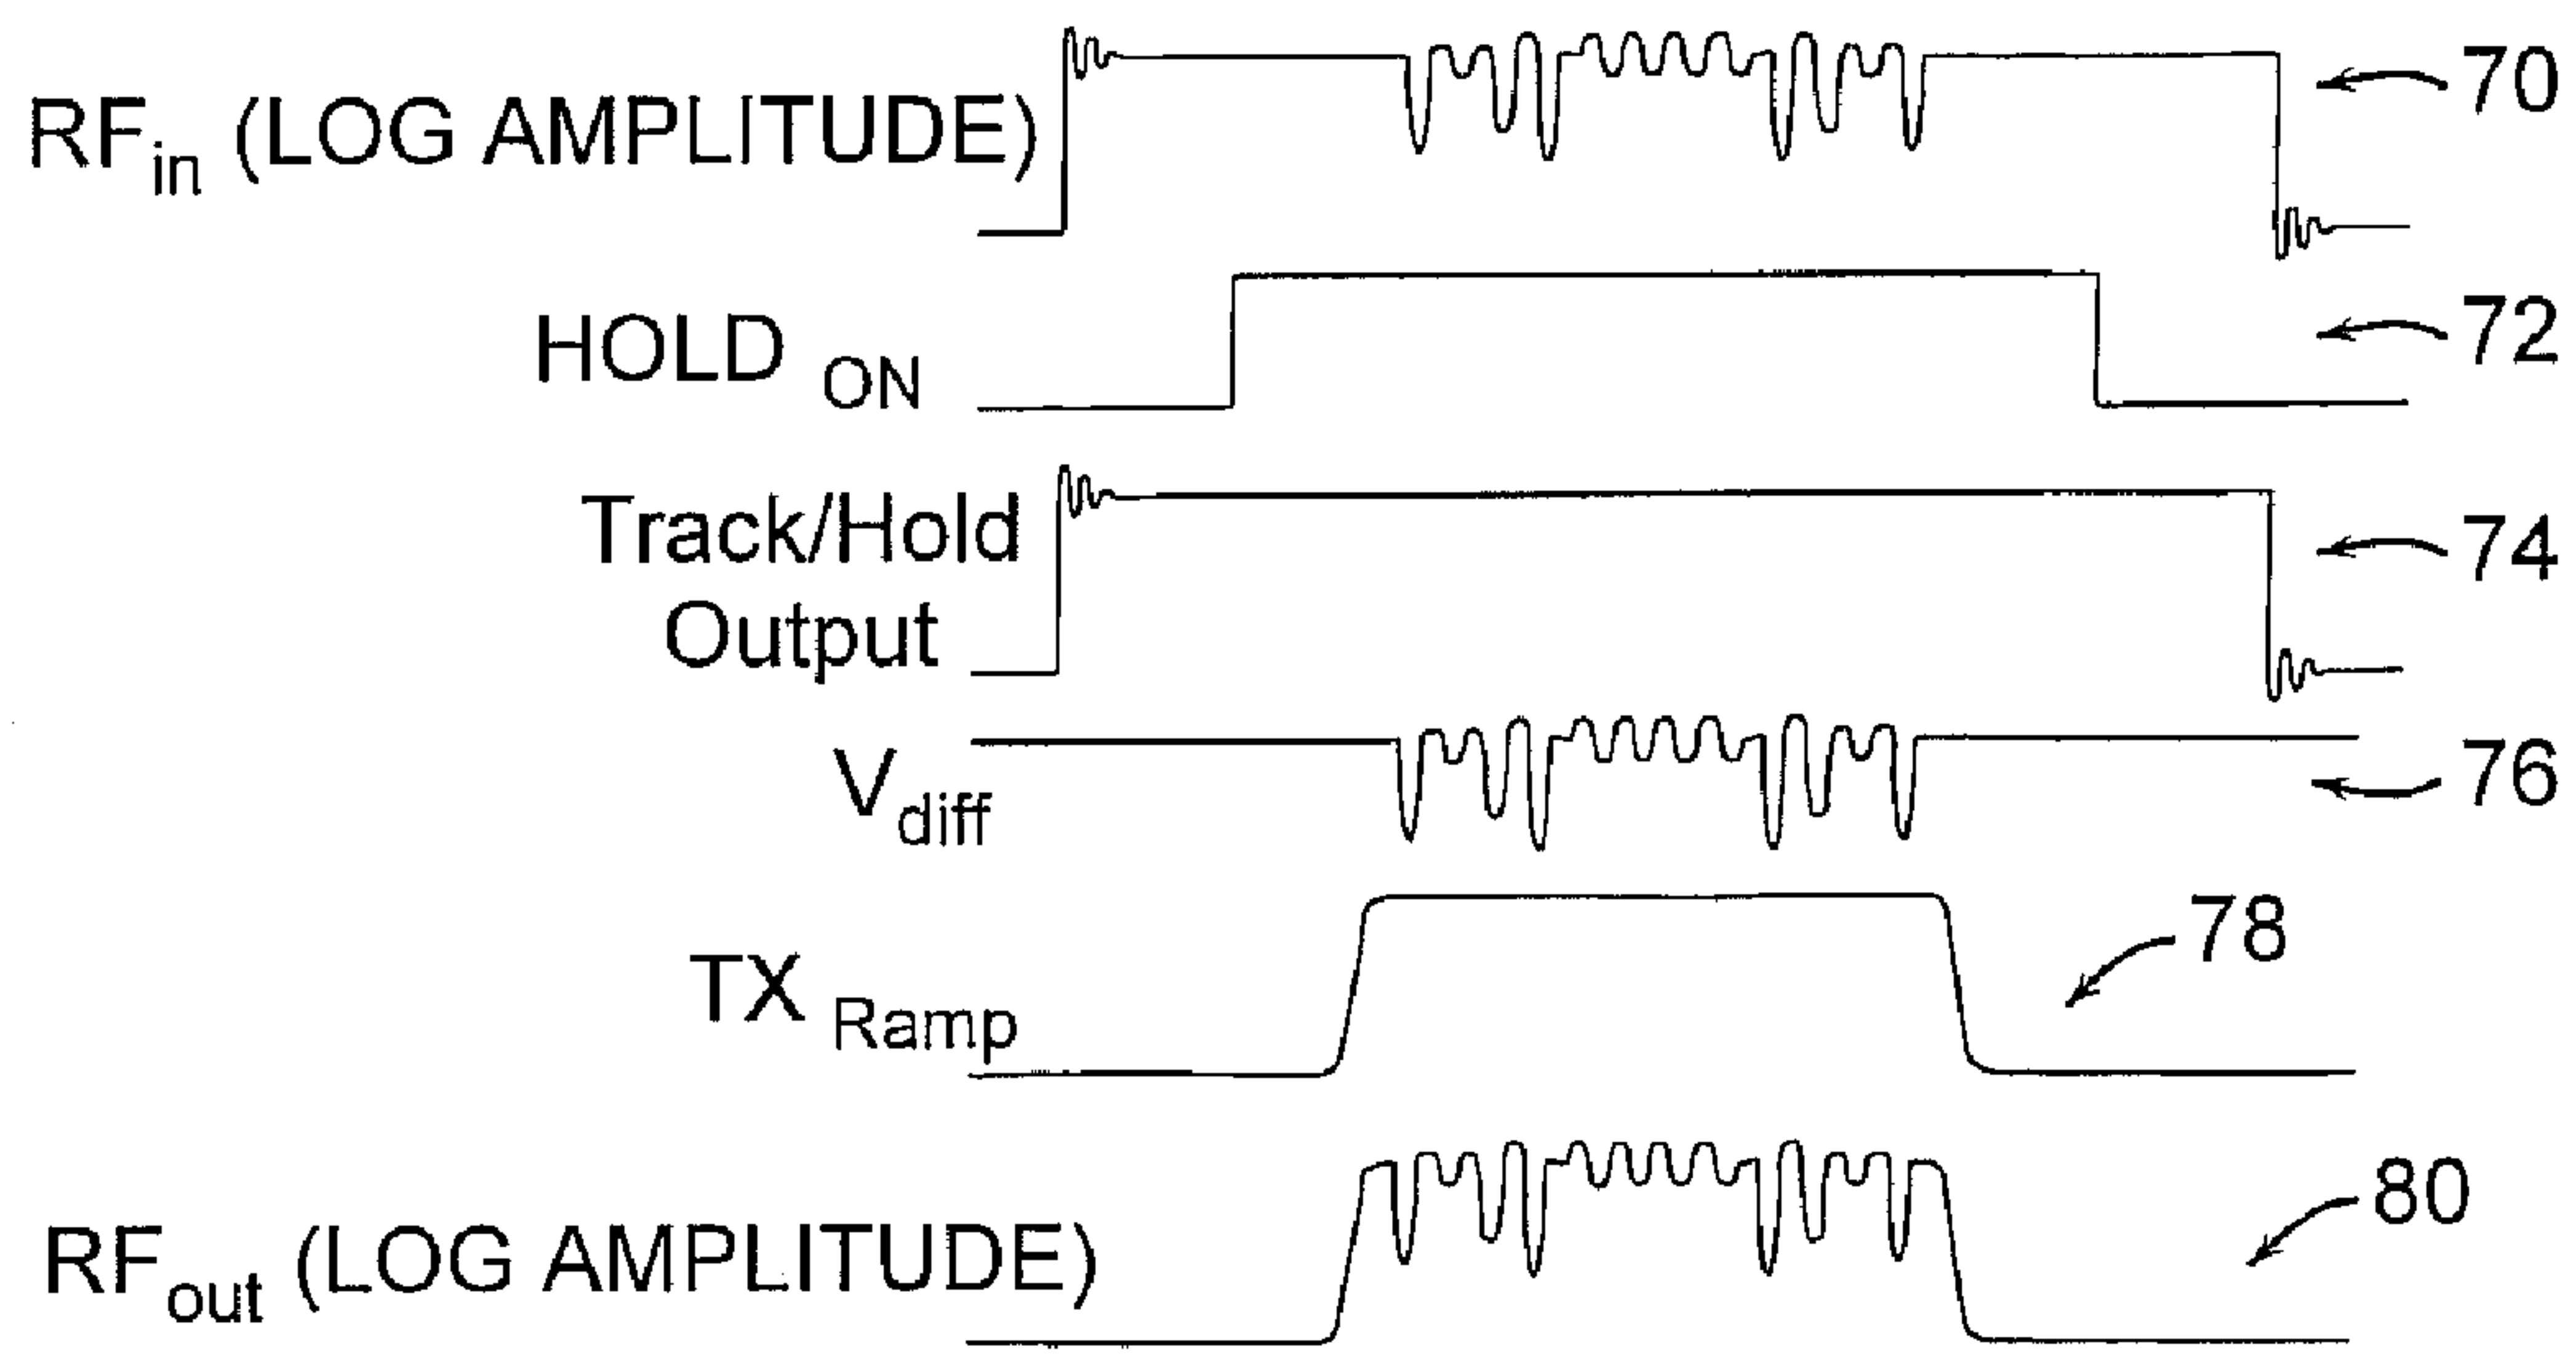 RFin (LOG AMPLITUDE) 70
HOLD ON 72
Track/Hold
Output 74
Vdiff 76
TX Ramp 78
RFout (LOG AMPLITUDE) 80